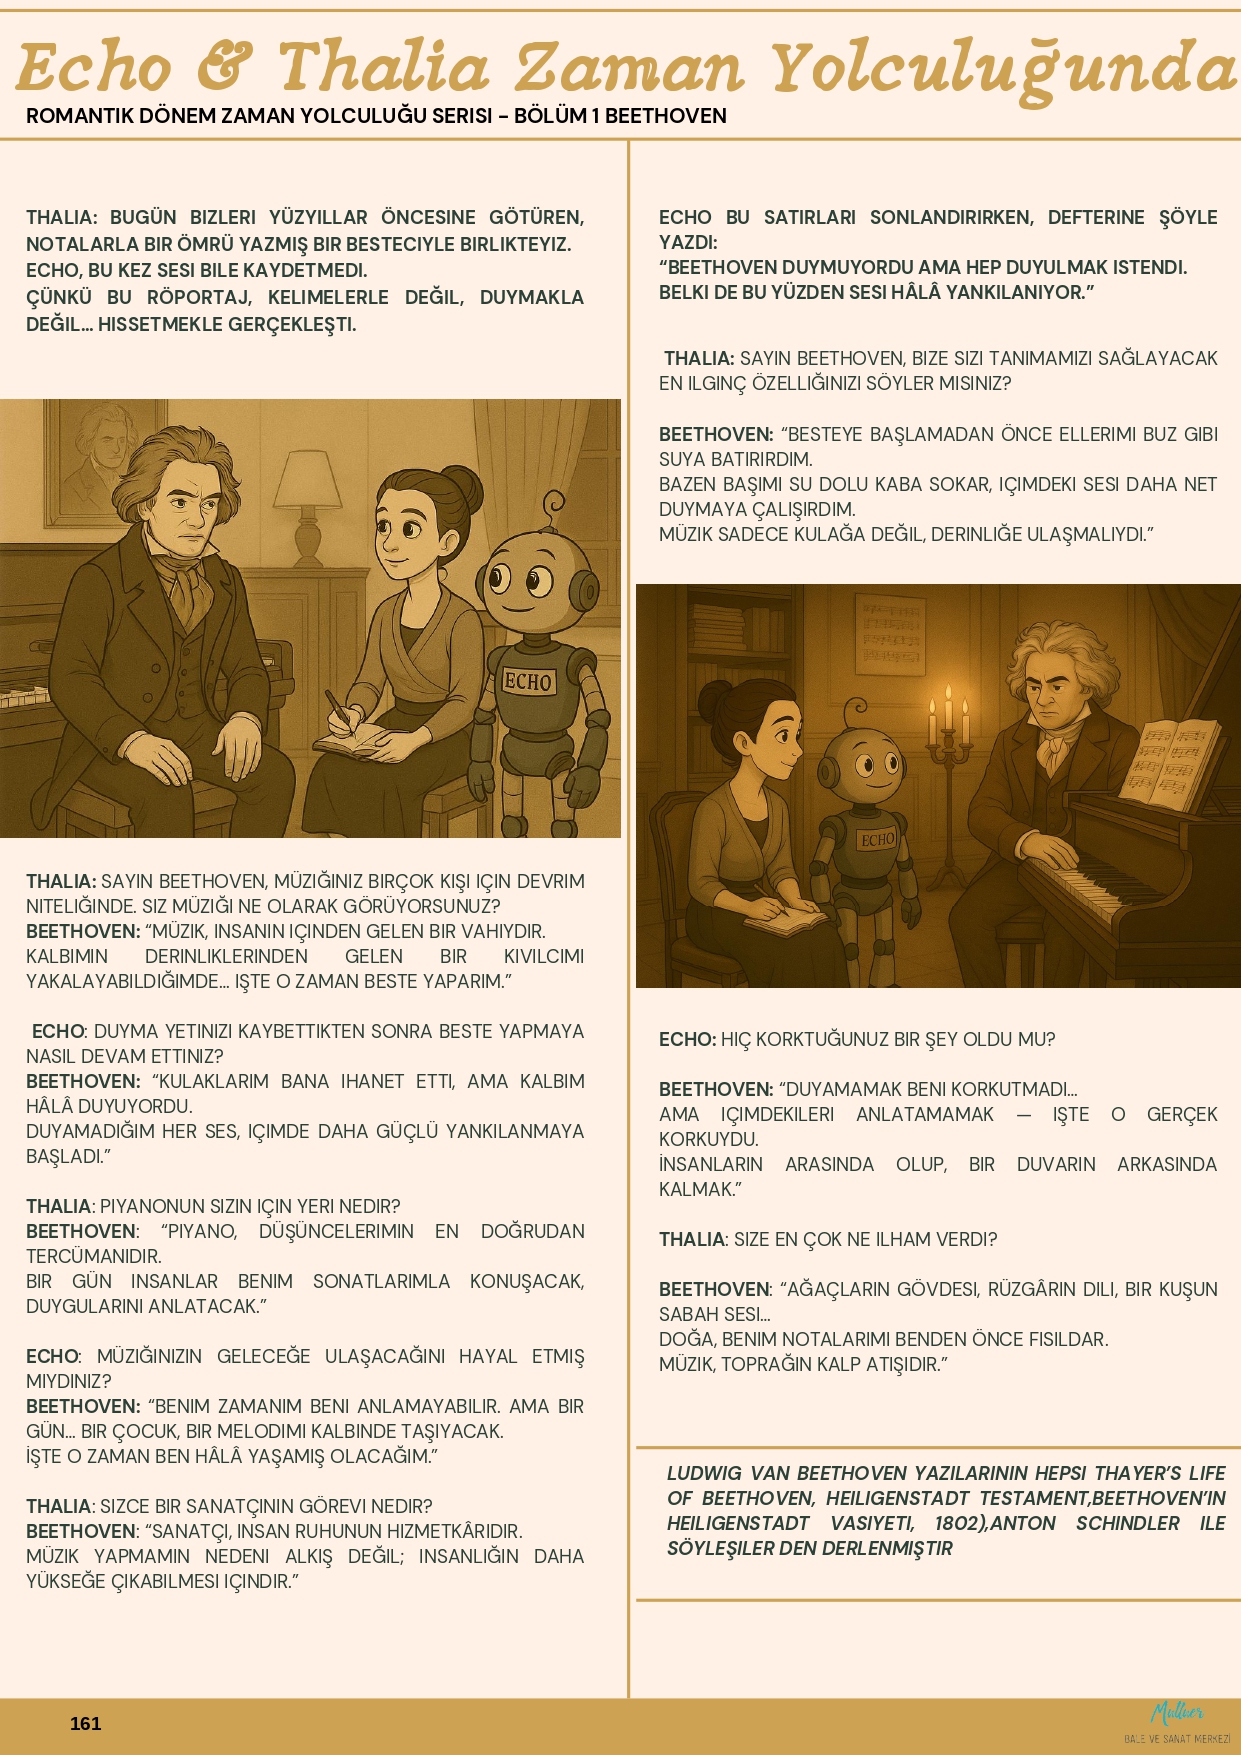 Echo & Thalia Zaman Yolculuğunda
ROMANTIK DÖNEM ZAMAN YOLCULUĞU SERISI – BÖLÜM 1 BEETHOVEN
THALIA: BUGÜN BIZLERI YÜZYILLAR ÖNCESINE GÖTÜREN,
NOTALARLA BIR ÖMRÜ YAZMIŞ BIR BESTECIYLE BIRLIKTEYIZ.
ECHO, BU KEZ SESI BILE KAYDETMEDI.
ÇÜNKÜ BU RÖPORTAJ, KELIMELERLE DEĞIL, DUYMAKLA
DEĞIL... HISSETMEKLE GERÇEKLEŞTI.
ECHO
THALIA: SAYIN BEETHOVEN, MÜZIĞINIZ BIRÇOK KIŞI IÇIN DEVRIM
NITELIĞINDE. SIZ MÜZIĞI NE OLARAK GÖRÜYORSUNUZ?
BEETHOVEN: “MÜZIK, INSANIN IÇINDEN GELEN BIR VAHIYDIR.
KALBIMIN DERINLIKLERINDEN GELEN BIR KIVILCIMI
YAKALAYABILDIĞIMDE... IŞTE O ZAMAN BESTE YAPARIM.”
ECHO: DUYMA YETINIZI KAYBETTIKTEN SONRA BESTE YAPMAYA
NASIL DEVAM ETTINIZ?
BEETHOVEN: “KULAKLARIM BANA IHANET ETTI, AMA KALBIM
HÂLÂ DUYUYORDU.
DUYAMADIĞIM HER SES, IÇIMDE DAHA GÜÇLÜ YANKILANMAYA
BAŞLADI.”
THALIA: PIYANONUN SIZIN IÇIN YERI NEDIR?
BEETHOVEN: “PIYANO, DÜŞÜNCELERIMIN EN DOĞRUDAN
TERCÜMANIDIR.
BIR GÜN INSANLAR BENIM SONATLARIMLA KONUŞACAK,
DUYGULARINI ANLATACAK.”
ECHO: MÜZIĞINIZIN GELECEĞE ULAŞACAĞINI HAYAL ETMIŞ
MIYDINIZ?
BEETHOVEN: “BENIM ZAMANIM BENI ANLAMAYABILIR. AMA BIR
GÜN... BIR ÇOCUK, BIR MELODIMI KALBINDE TAŞIYACAK.
İŞTE O ZAMAN BEN HÂLÂ YAŞAMIŞ OLACAĞIM.”
THALIA: SIZCE BIR SANATÇININ GÖREVI NEDIR?
BEETHOVEN: “SANATÇI, INSAN RUHUNUN HIZMETKÂRIDIR.
MÜZIK YAPMAMIN NEDENI ALKIŞ DEĞIL; INSANLIĞIN DAHA
YÜKSEĞE ÇIKABILMESI IÇINDIR.”
ECHO BU SATIRLARI SONLANDIRIRKEN, DEFTERINE ŞÖYLE
YAZDI:
“BEETHOVEN DUYMUYORDU AMA HEP DUYULMAK ISTENDI.
BELKI DE BU YÜZDEN SESI HÂLÂ YANKILANIYOR.”
THALIA: SAYIN BEETHOVEN, BIZE SIZI TANIMAMIZI SAĞLAYACAK
EN ILGINÇ ÖZELLIĞINIZI SÖYLER MISINIZ?
BEETHOVEN: “BESTEYE BAŞLAMADAN ÖNCE ELLERIMI BUZ GIBI
SUYA BATIRIRDIM.
BAZEN BAŞIMI SU DOLU KABA SOKAR, IÇIMDEKI SESI DAHA NET
DUYMAYA ÇALIŞIRDIM.
MÜZIK SADECE KULAĞA DEĞIL, DERINLIĞE ULAŞMALIYDI.”
ECHO
ECHO: HIÇ KORKTUĞUNUZ BIR ŞEY OLDU MU?
BEETHOVEN: “DUYAMAMAK BENI KORKUTMADI...
AMA IÇIMDEKILERI ANLATAMAMAK — IŞTE O GERÇEK
KORKUYDU.
İNSANLARIN ARASINDA OLUP, BIR DUVARIN ARKASINDA
KALMAK.”
THALIA: SIZE EN ÇOK NE ILHAM VERDI?
BEETHOVEN: “AĞAÇLARIN GÖVDESI, RÜZGÂRIN DILI, BIR KUŞUN
SABAH SESI...
DOĞA, BENIM NOTALARIMI BENDEN ÖNCE FISILDAR.
MÜZIK, TOPRAĞIN KALP ATIŞIDIR.”
LUDWIG VAN BEETHOVEN YAZILARININ HEPSI THAYER’S LIFE
OF BEETHOVEN, HEILIGENSTADT TESTAMENT,BEETHOVEN’IN
HEILIGENSTADT VASIYETI, 1802),ANTON SCHINDLER ILE
SÖYLEŞILER DEN DERLENMIŞTIR
161
BALE VE SANAT MERKEZİ